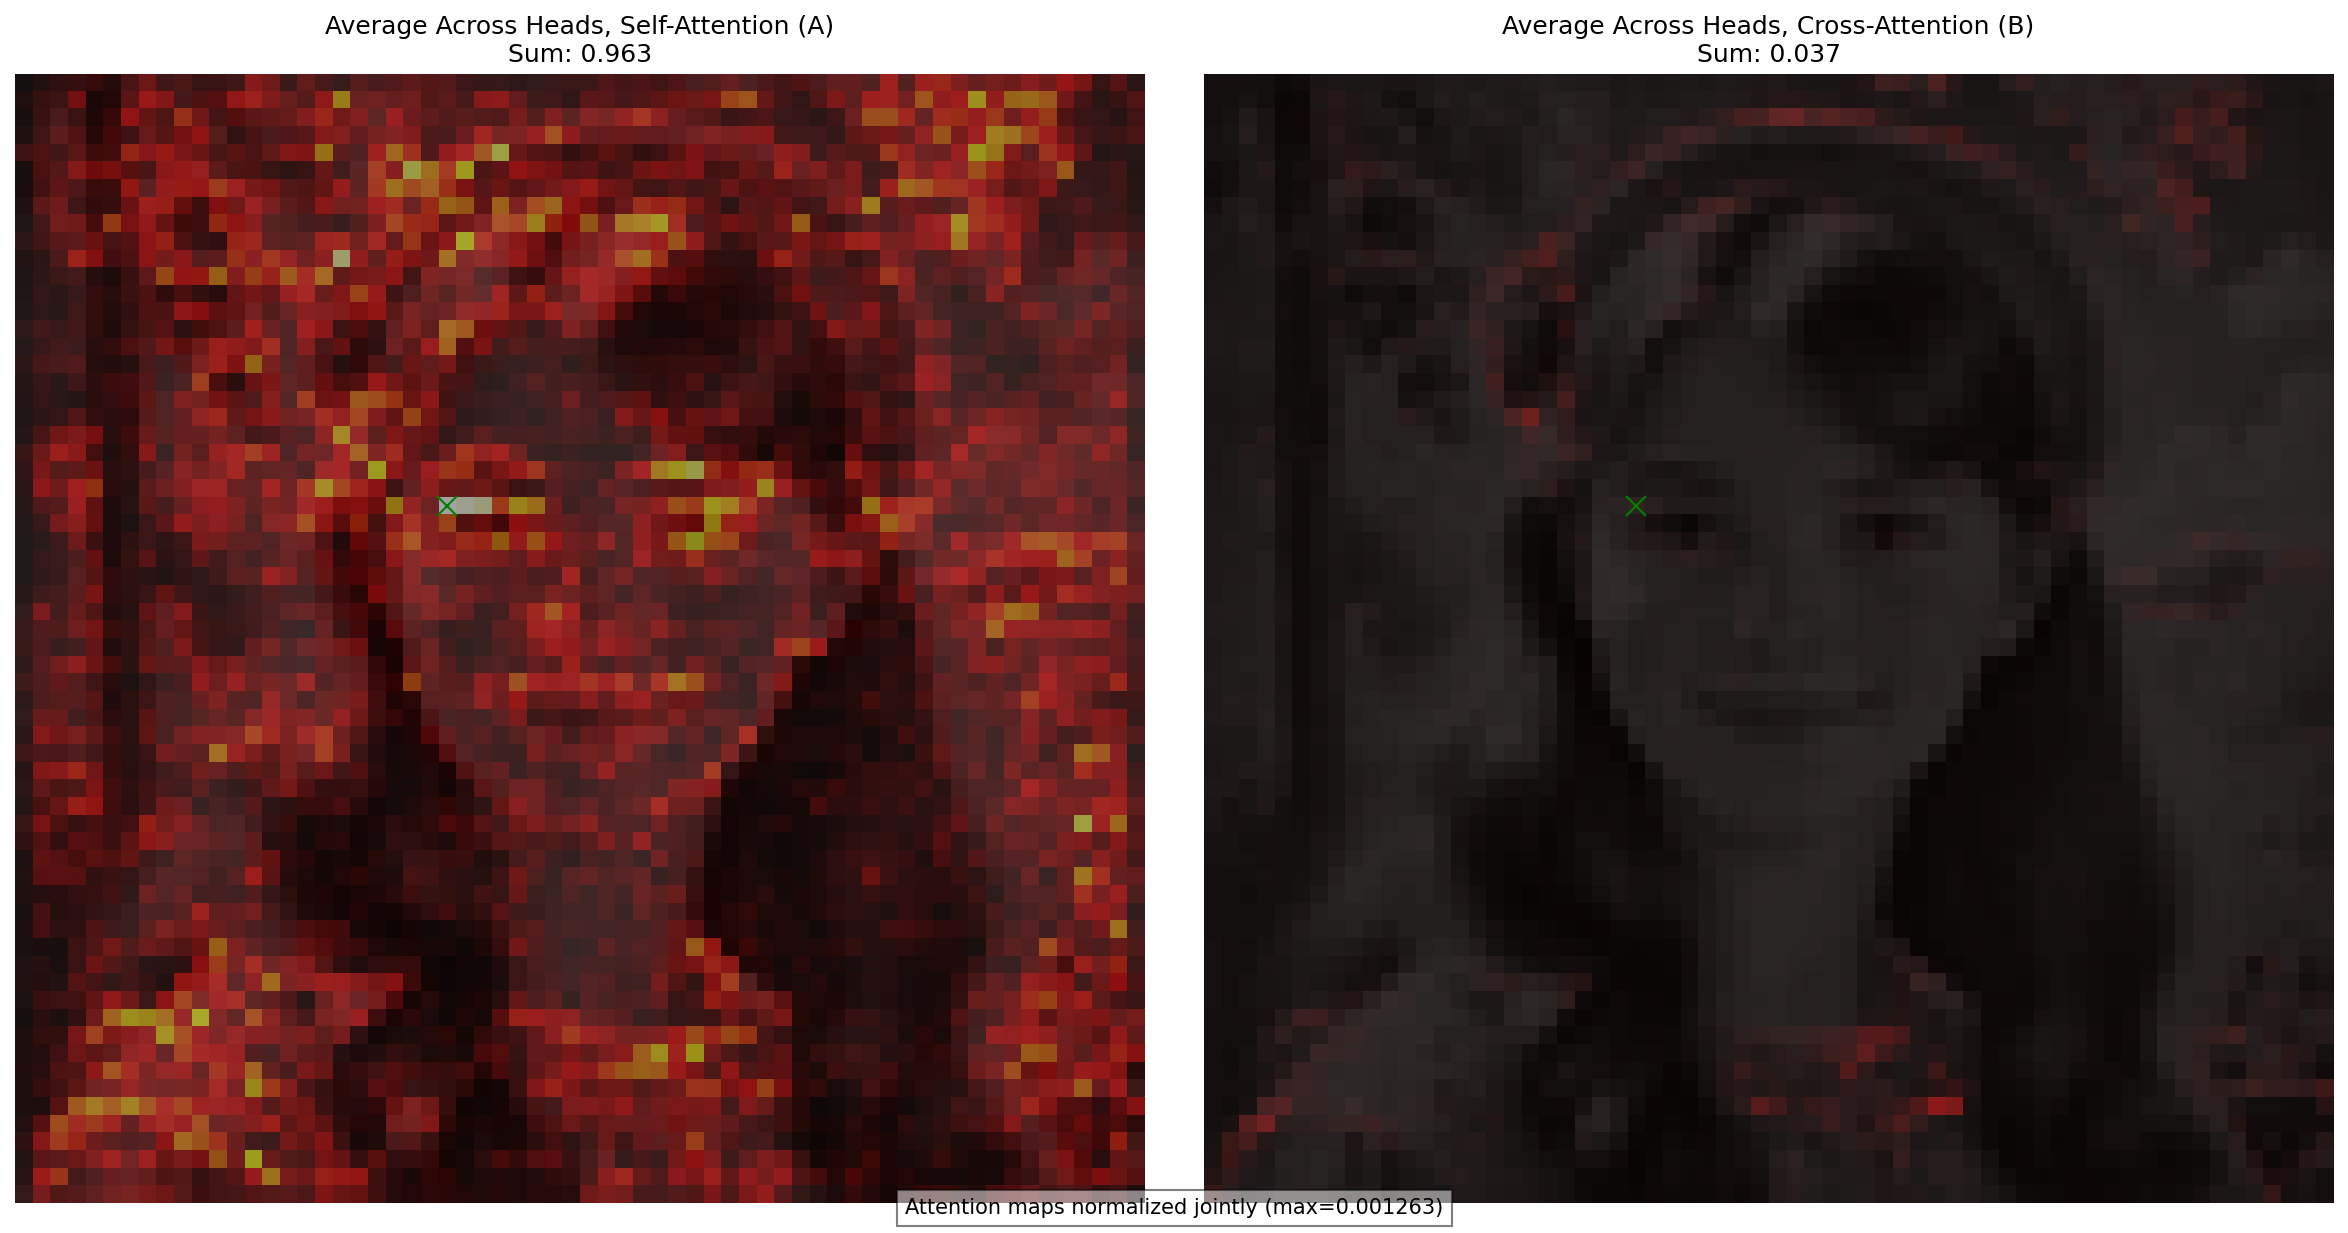 Average Across Heads, Self-Attention (A)
Sum: 0.963
Average Across Heads, Cross-Attention (B)
Sum: 0.037
Attention maps normalized jointly (max=0.001263)